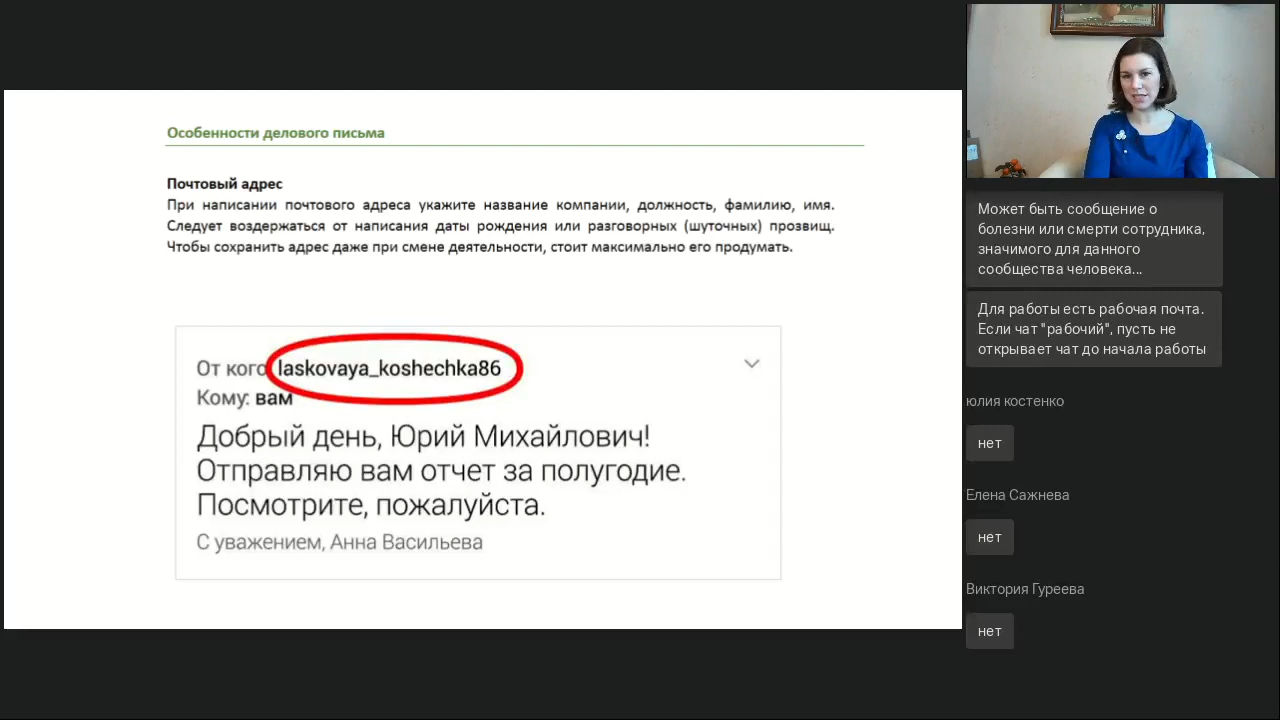 Особенности делового письма
Почтовый адрес
При написании почтового адреса укажите название компании, должность, фамилию, имя.
Следует воздержаться от написания даты рождения или разговорных (шуточных) прозвищ.
Чтобы сохранить адрес даже при смене деятельности, стоит максимально его продумать.
От кого laskovaya_koshechka86
Кому: вам
Добрый день, Юрий Михайлович!
Отправляю вам отчет за полугодие.
Посмотрите, пожалуйста.
С уважением, Анна Васильева
Может быть сообщение о
болезни или смерти сотрудника,
значимого для данного
сообщества человека...
Для работы есть рабочая почта.
Если чат "рабочий", пусть не
открывает чат до начала работы
юлия костенко
нет
Елена Сажнева
нет
Виктория Гуреева
нет